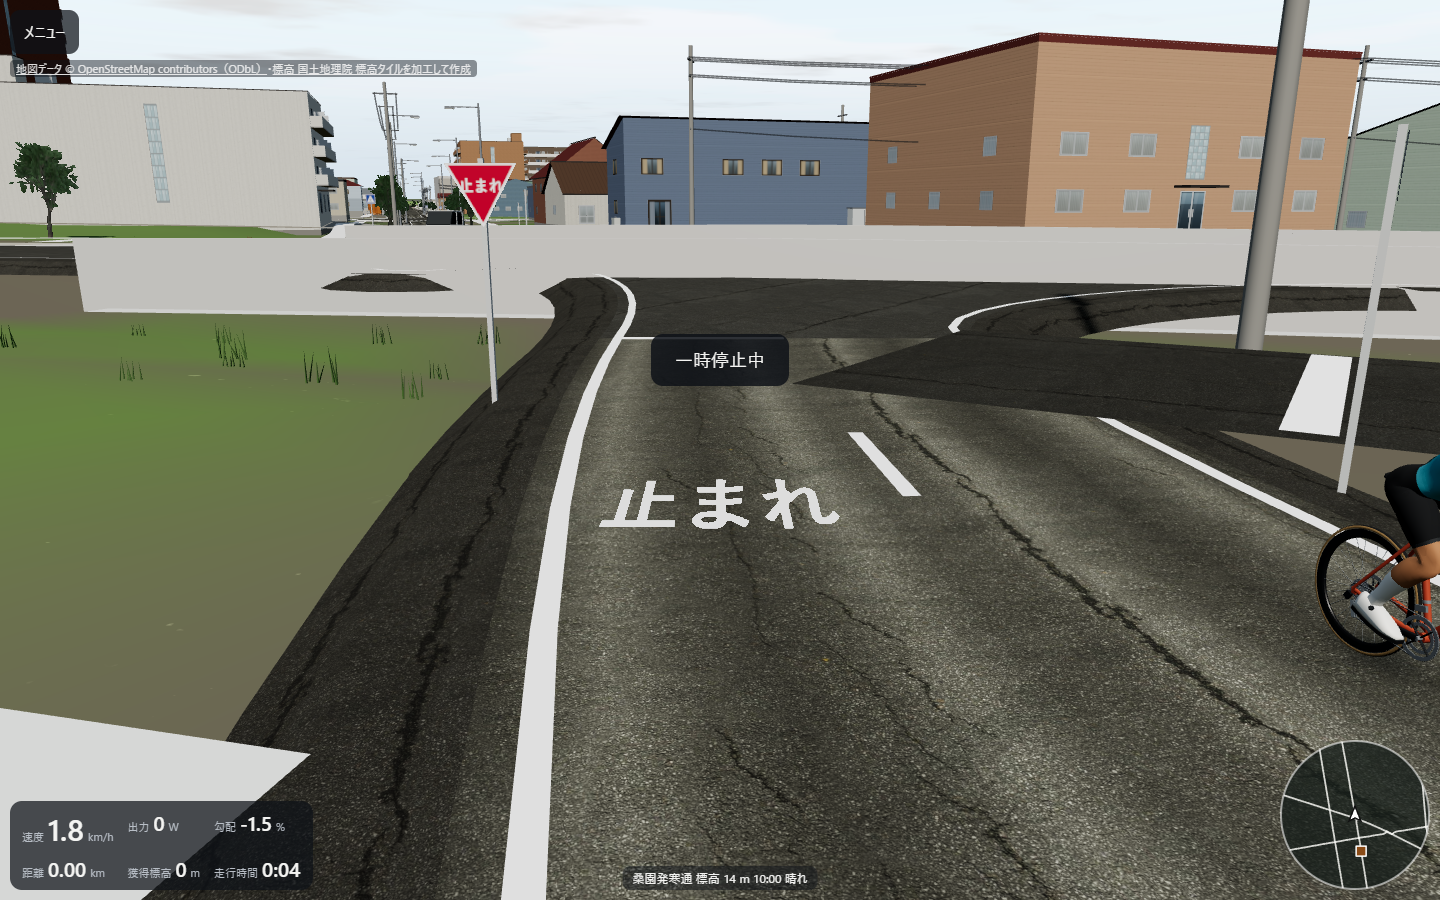 メニュー
地図データ © OpenStreetMap contributors（ODbL）・標高 国土地理院 標高タイルを加工して作成
止まれ
一時停止中
止まれ
速度 1.8 km/h 出力 0 W 勾配 -1.5 %
距離 0.00 km 獲得標高 0 m 走行時間 0:04
桑園発寒通 標高 14 m 10:00 晴れ